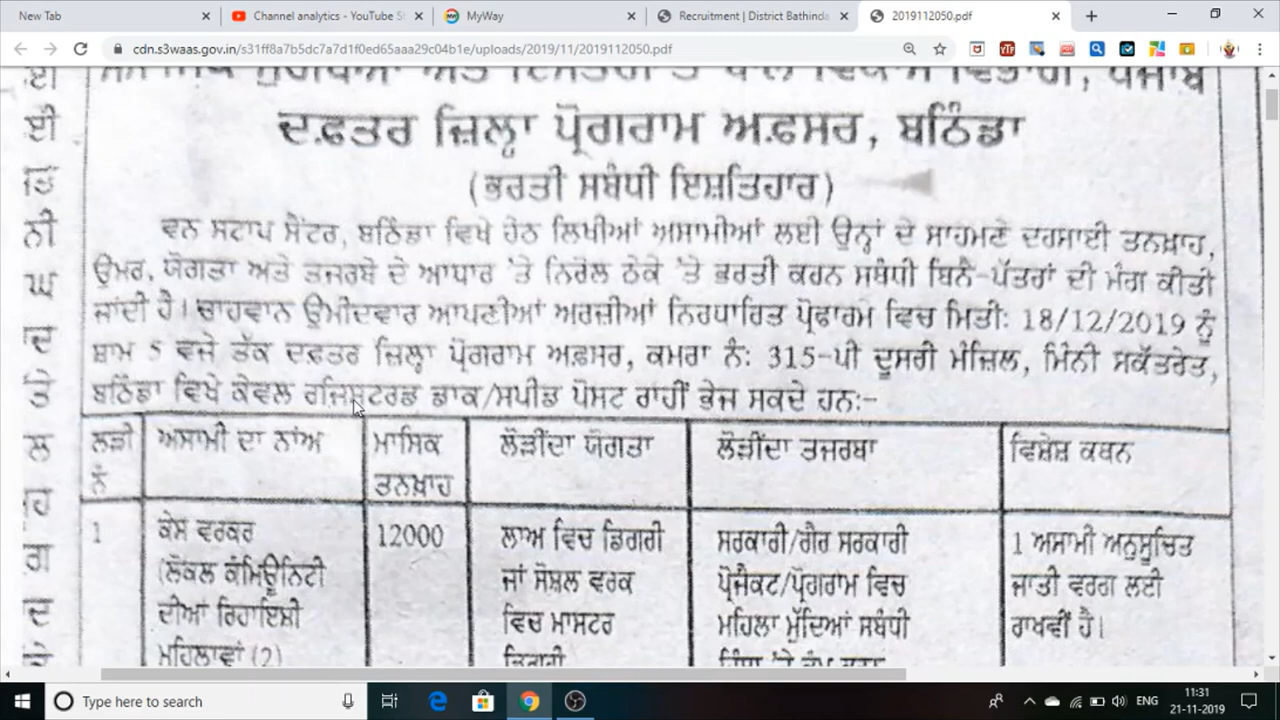 New Tab
Channel analytics - YouTube St
MyWay
Recruitment | District Bathinda
2019112050.pdf
cdn.s3waas.gov.in/s31ff8a7b5dc7a7d1f0ed65aaa29c04b1e/uploads/2019/11/2019112050.pdf
ਦਫ਼ਤਰ ਜ਼ਿਲ੍ਹਾ ਪ੍ਰੋਗਰਾਮ ਅਫ਼ਸਰ, ਬਠਿੰਡਾ
(ਭਰਤੀ ਸਬੰਧੀ ਇਸ਼ਤਿਹਾਰ)
ਵਨ ਸਟਾਪ ਸੈਂਟਰ, ਬਠਿੰਡਾ ਵਿਖੇ ਹੇਠ ਲਿਖੀਆਂ ਅਸਾਮੀਆਂ ਲਈ ਉਨ੍ਹਾਂ ਦੇ ਸਾਹਮਣੇ ਦਰਸਾਈ ਤਨਖ਼ਾਹ,
ਉਮਰ, ਯੋਗਤਾ ਅਤੇ ਤਜਰਬੇ ਦੇ ਆਧਾਰ 'ਤੇ ਨਿਰੋਲ ਠੇਕੇ 'ਤੇ ਭਰਤੀ ਕਰਨ ਸਬੰਧੀ ਬਿਨੈ-ਪੱਤਰਾਂ ਦੀ ਮੰਗ ਕੀਤੀ
ਜਾਂਦੀ ਹੈ। ਚਾਹਵਾਨ ਉਮੀਦਵਾਰ ਆਪਣੀਆਂ ਅਰਜ਼ੀਆਂ ਨਿਰਧਾਰਿਤ ਪ੍ਰੋਫਾਰਮੇ ਵਿਚ ਮਿਤੀ: 18/12/2019 ਨੂੰ
ਸ਼ਾਮ 5 ਵਜੇ ਤੱਕ ਦਫ਼ਤਰ ਜ਼ਿਲ੍ਹਾ ਪ੍ਰੋਗਰਾਮ ਅਫ਼ਸਰ, ਕਮਰਾ ਨੰ: 315-ਪੀ ਦੂਸਰੀ ਮੰਜ਼ਿਲ, ਮਿੰਨੀ ਸਕੱਤਰੇਤ,
ਬਠਿੰਡਾ ਵਿਖੇ ਕੇਵਲ ਰਜਿਸਟਰਡ ਡਾਕ/ਸਪੀਡ ਪੋਸਟ ਰਾਹੀਂ ਭੇਜ ਸਕਦੇ ਹਨ:-
ਲੜੀ ਨੰ ਅਸਾਮੀ ਦਾ ਨਾਂਅ ਮਾਸਿਕ ਤਨਖ਼ਾਹ ਲੋੜੀਂਦਾ ਯੋਗਤਾ ਲੋੜੀਂਦਾ ਤਜਰਬਾ ਵਿਸ਼ੇਸ਼ ਕਥਨ
1 ਕੇਸ ਵਰਕਰ 12000 ਲਾਅ ਵਿਚ ਡਿਗਰੀ ਸਰਕਾਰੀ/ਗੈਰ ਸਰਕਾਰੀ 1 ਅਸਾਮੀ ਅਨੁਸੂਚਿਤ
(ਲੋਕਲ ਕੰਮਿਊਨਿਟੀ ਜਾਂ ਸੋਸ਼ਲ ਵਰਕ ਪ੍ਰੋਜੈਕਟ/ਪ੍ਰੋਗਰਾਮ ਵਿਚ ਜਾਤੀ ਵਰਗ ਲਈ
ਦੀਆਂ ਰਿਹਾਇਸ਼ੀ ਵਿਚ ਮਾਸਟਰ ਮਹਿਲਾ ਮੁੱਦਿਆਂ ਸਬੰਧੀ ਰਾਖਵੀਂ ਹੈ।
ਮਹਿਲਾਵਾਂ (2) ਡਿਗਰੀ
Type here to search
ENG
11:31
21-11-2019